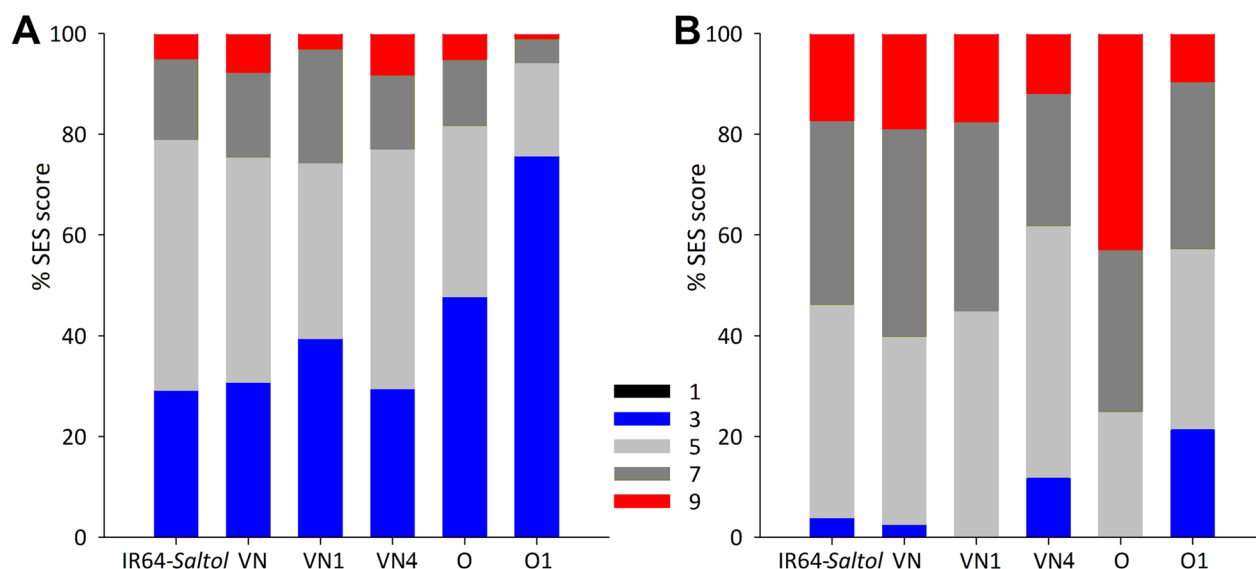 A
% SES score
100
80
60
40
20
0
IR64-Saltol VN VN1 VN4 O O1
1
3
5
7
9
B
% SES score
100
80
60
40
20
0
IR64-Saltol VN VN1 VN4 O O1